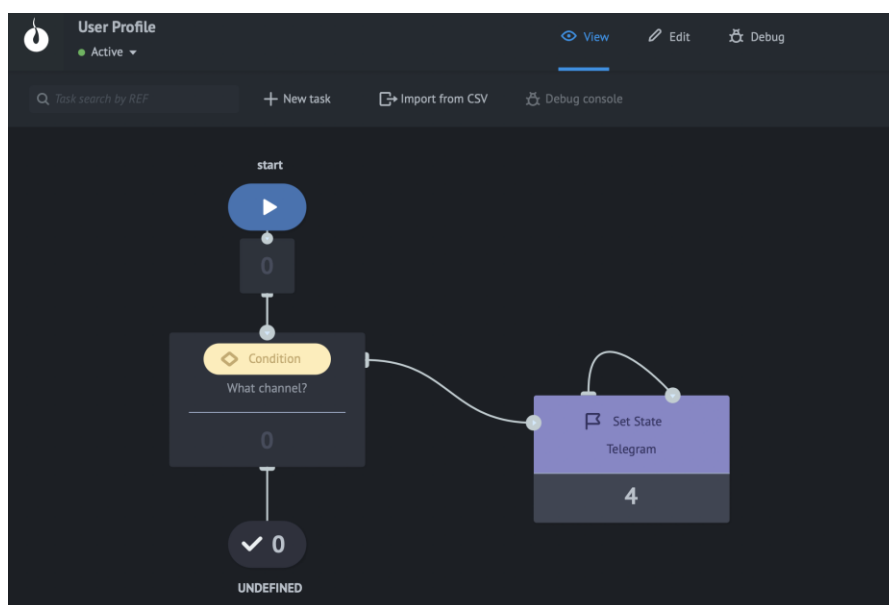 User Profile
Active
View
Edit
Debug
Task search by REF
New task
Import from CSV
Debug console
start
0
Condition
What channel?
0
Set State
Telegram
4
0
UNDEFINED